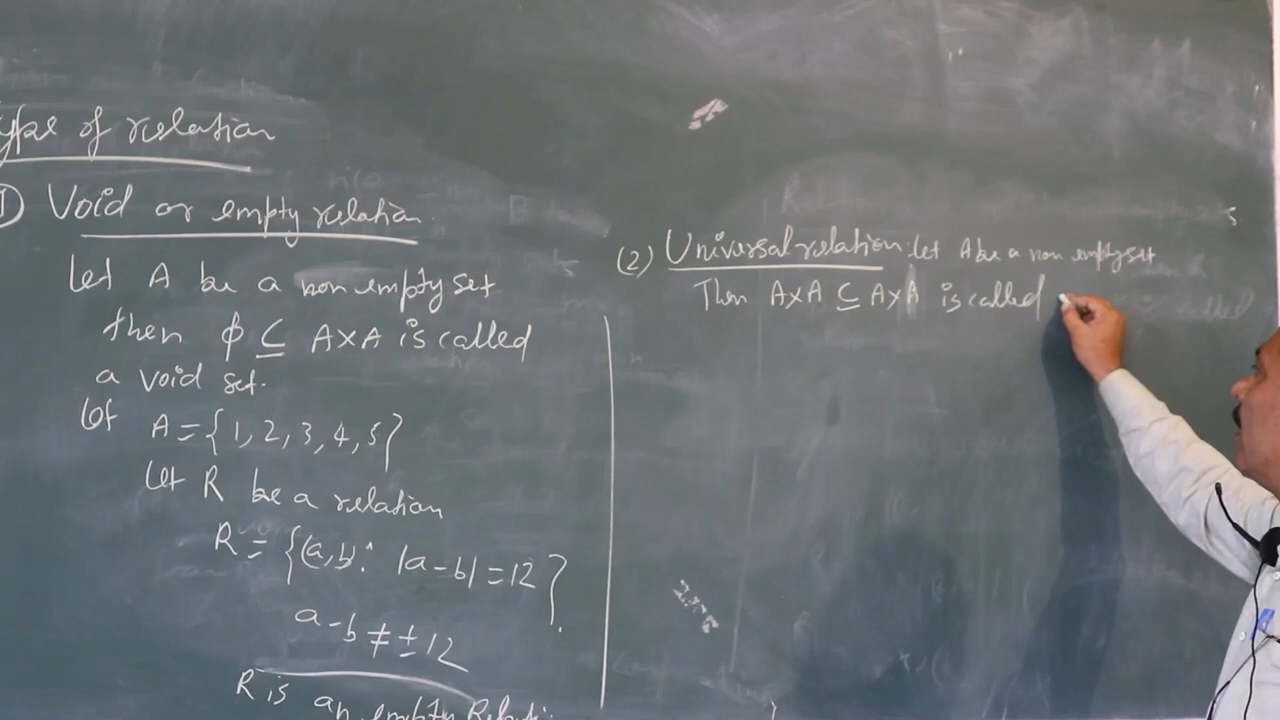 ype of relation
1) Void or empty relation.
Let A be a non empty set
then ϕ ⊆ A×A is called
a void set.
Let A = {1, 2, 3, 4, 5}
Let R be a relation
R = {(a,b): |a-b| = 12}.
a-b ≠ ± 12
R is an empty Relati
(2) Universal relation: let A be a non empty set
Then A×A ⊆ A×A is called